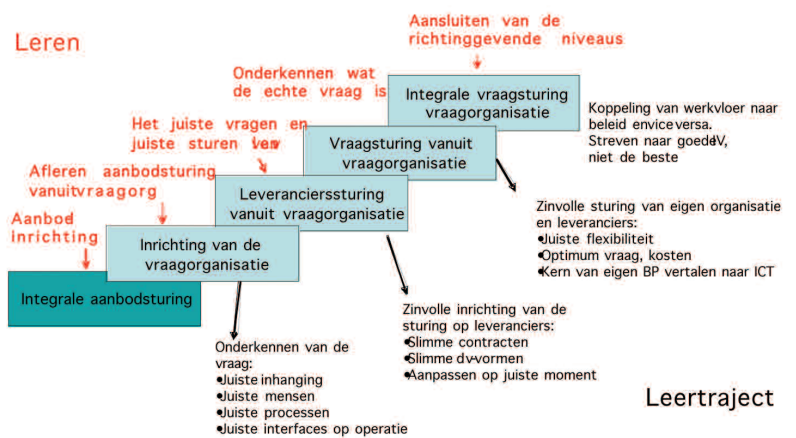 Leren
Aansluiten van de
richtinggevende niveaus
Onderkennen wat
de echte vraag is
Integrale vraagsturing
vraagorganisatie
Koppeling van werkvloer naar
beleid enviceversa.
Streven naar goedeIV,
niet de beste
Het juiste vragen en
juiste sturen
Vraagsturing vanuit
vraagorganisatie
Afleren aanbodsturing
vanuitvraagorg
Leverancierssturing
vanuit vraagorganisatie
Zinvolle sturing van eigen organisatie
en leveranciers:
•Juiste flexibiliteit
•Optimum vraag, kosten
•Kern van eigen BP vertalen naar ICT
Aanbod
inrichting
Inrichting van de
vraagorganisatie
Integrale aanbodsturing
Zinvolle inrichting van de
sturing op leveranciers:
•Slimme contracten
•Slimme dv-vormen
•Aanpassen op juiste moment
Onderkennen van de
vraag:
•Juiste inhanging
•Juiste mensen
•Juiste processen
•Juiste interfaces op operatie
Leertraject